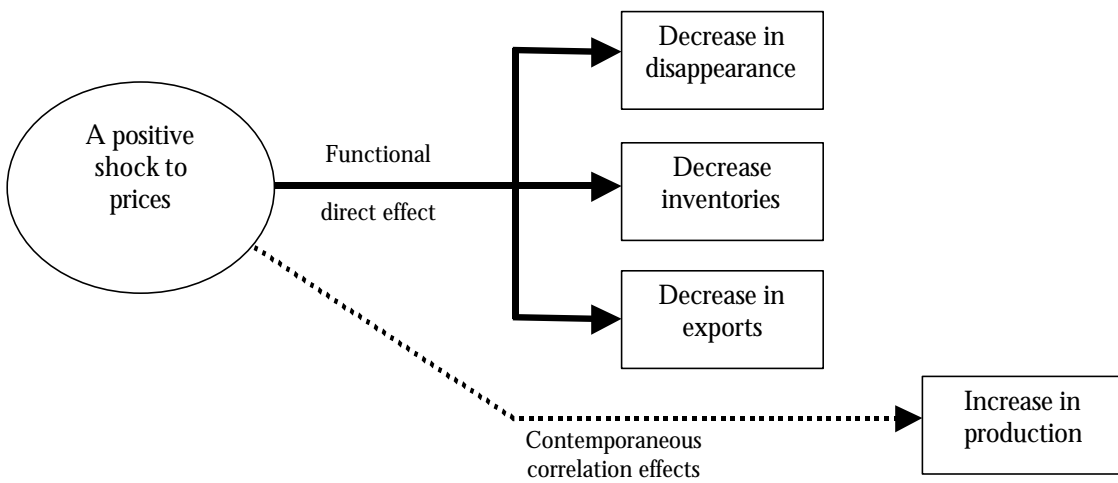 A positive
shock to
prices
Functional
direct effect
Decrease in
disappearance
Decrease
inventories
Decrease in
exports
Increase in
production
Contemporaneous
correlation effects